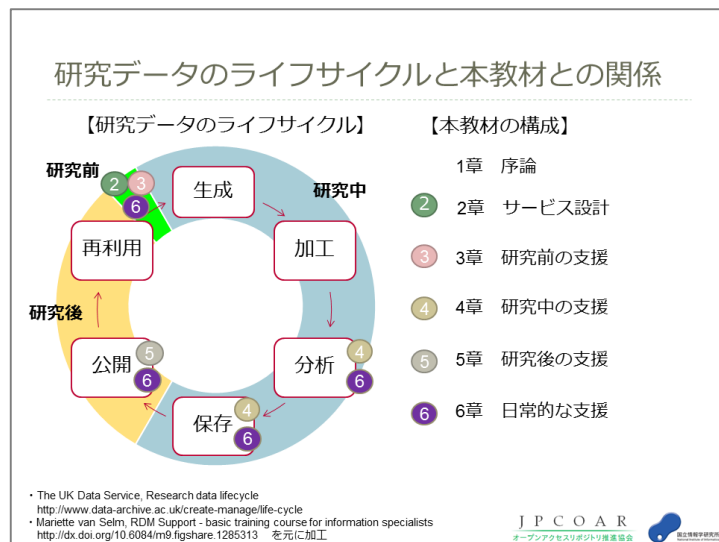 研究データのライフサイクルと本教材との関係
【研究データのライフサイクル】
研究前
2
3
6
生成
研究中
加工
分析
4
6
保存
4
6
公開
5
6
研究後
再利用
【本教材の構成】
1章 序論
2 2章 サービス設計
3 3章 研究前の支援
4 4章 研究中の支援
5 5章 研究後の支援
6 6章 日常的な支援
・The UK Data Service, Research data lifecycle
http://www.data-archive.ac.uk/create-manage/life-cycle
・Mariette van Selm, RDM Support - basic training course for information specialists
http://dx.doi.org/10.6084/m9.figshare.1285313 を元に加工
JPCOAR
オープンアクセスリポジトリ推進協会
国立情報学研究所